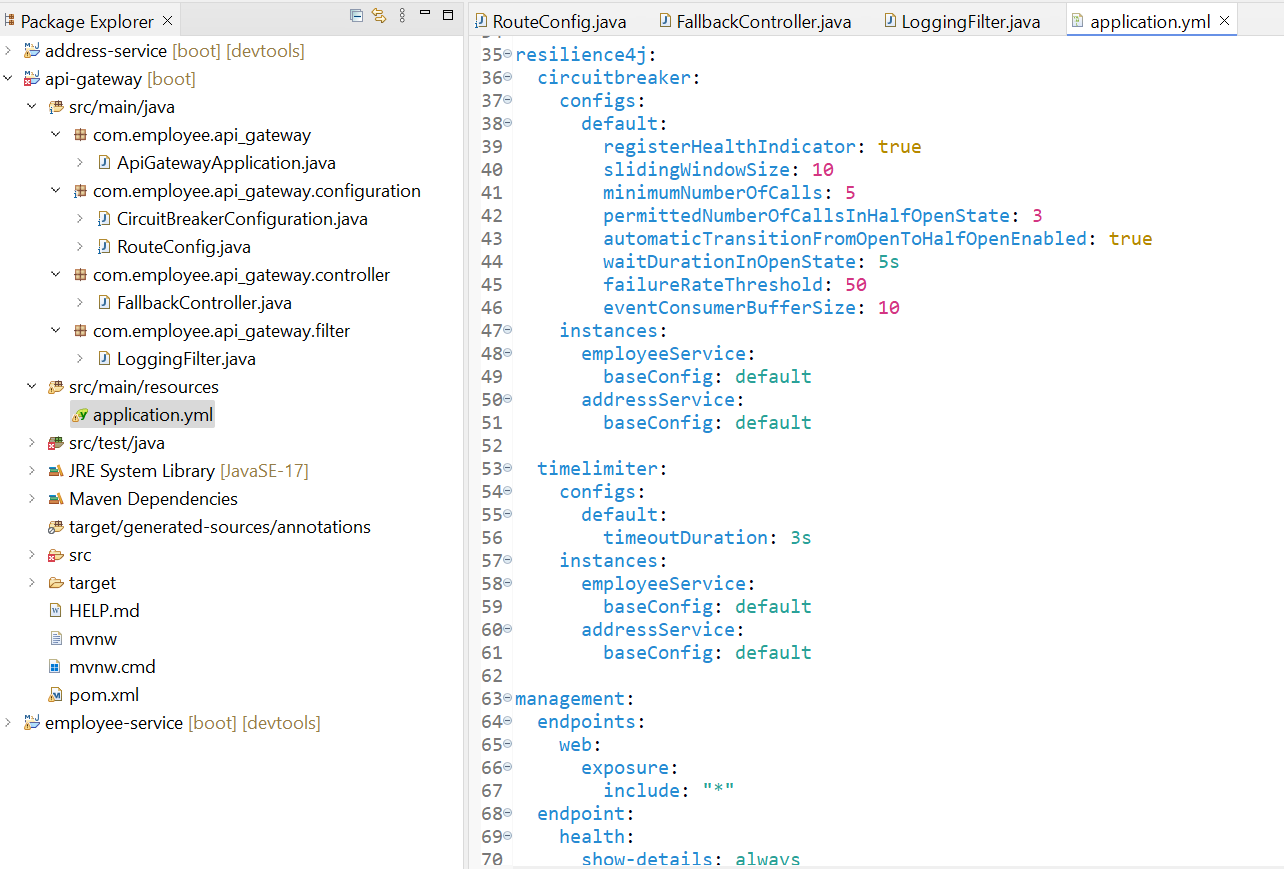 Package Explorer
address-service [boot] [devtools]
api-gateway [boot]
src/main/java
com.employee.api_gateway
ApiGatewayApplication.java
com.employee.api_gateway.configuration
CircuitBreakerConfiguration.java
RouteConfig.java
com.employee.api_gateway.controller
FallbackController.java
com.employee.api_gateway.filter
LoggingFilter.java
src/main/resources
application.yml
src/test/java
JRE System Library [JavaSE-17]
Maven Dependencies
target/generated-sources/annotations
src
target
HELP.md
mvnw
mvnw.cmd
pom.xml
employee-service [boot] [devtools]
RouteConfig.java FallbackController.java LoggingFilter.java application.yml
35 resilience4j:
36 circuitbreaker:
37 configs:
38 default:
39 registerHealthIndicator: true
40 slidingWindowSize: 10
41 minimumNumberOfCalls: 5
42 permittedNumberOfCallsInHalfOpenState: 3
43 automaticTransitionFromOpenToHalfOpenEnabled: true
44 waitDurationInOpenState: 5s
45 failureRateThreshold: 50
46 eventConsumerBufferSize: 10
47 instances:
48 employeeService:
49 baseConfig: default
50 addressService:
51 baseConfig: default
52
53 timelimiter:
54 configs:
55 default:
56 timeoutDuration: 3s
57 instances:
58 employeeService:
59 baseConfig: default
60 addressService:
61 baseConfig: default
62
63 management:
64 endpoints:
65 web:
66 exposure:
67 include: "*"
68 endpoint:
69 health:
70 show-details: always